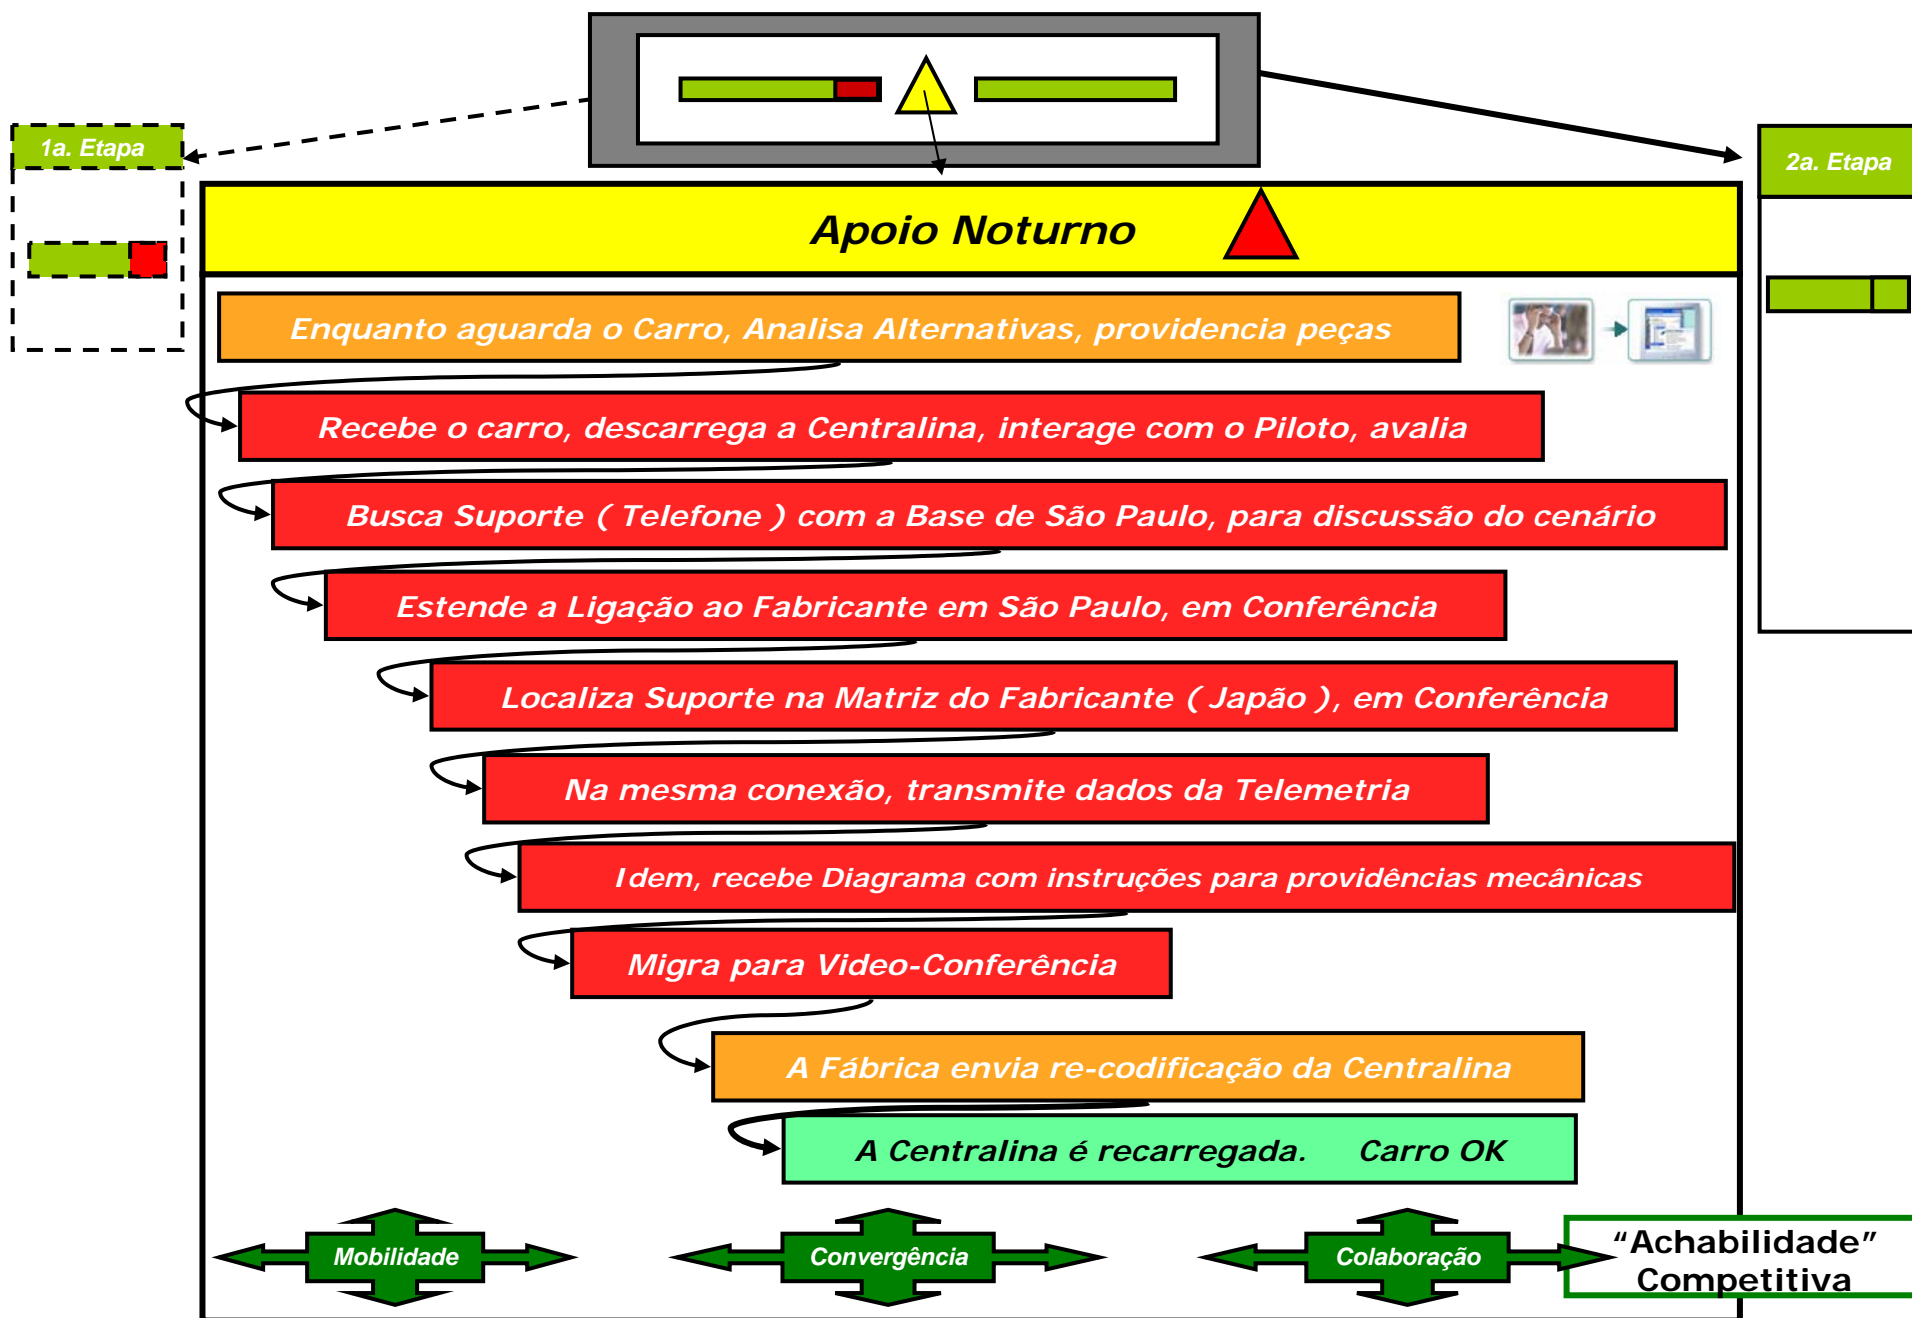 1a. Etapa
2a. Etapa
Apoio Noturno
Enquanto aguarda o Carro, Analisa Alternativas, providencia peças
Recebe o carro, descarrega a Centralina, interage com o Piloto, avalia
Busca Suporte ( Telefone ) com a Base de São Paulo, para discussão do cenário
Estende a Ligação ao Fabricante em São Paulo, em Conferência
Localiza Suporte na Matriz do Fabricante ( Japão ), em Conferência
Na mesma conexão, transmite dados da Telemetria
Idem, recebe Diagrama com instruções para providências mecânicas
Migra para Video-Conferência
A Fábrica envia re-codificação da Centralina
A Centralina é recarregada. Carro OK
Mobilidade
Convergência
Colaboração
“Achabilidade”
Competitiva